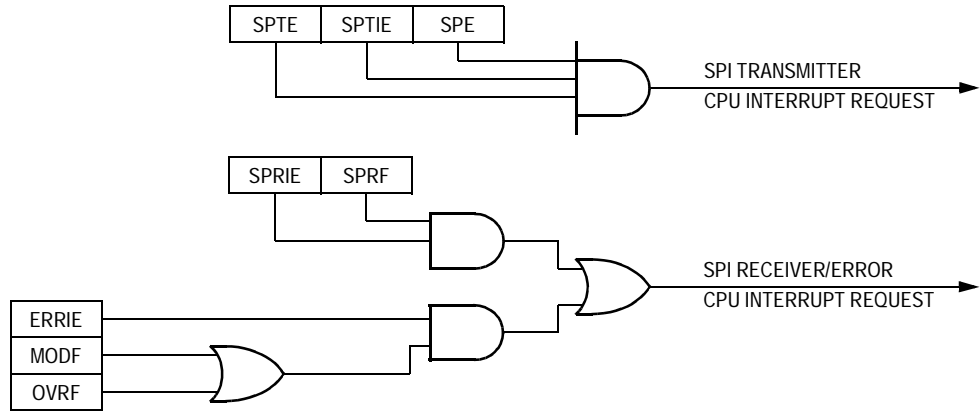 SPTE SPTIE SPE
SPI TRANSMITTER
CPU INTERRUPT REQUEST
SPRIE SPRF
SPI RECEIVER/ERROR
CPU INTERRUPT REQUEST
ERRIE
MODF
OVRF